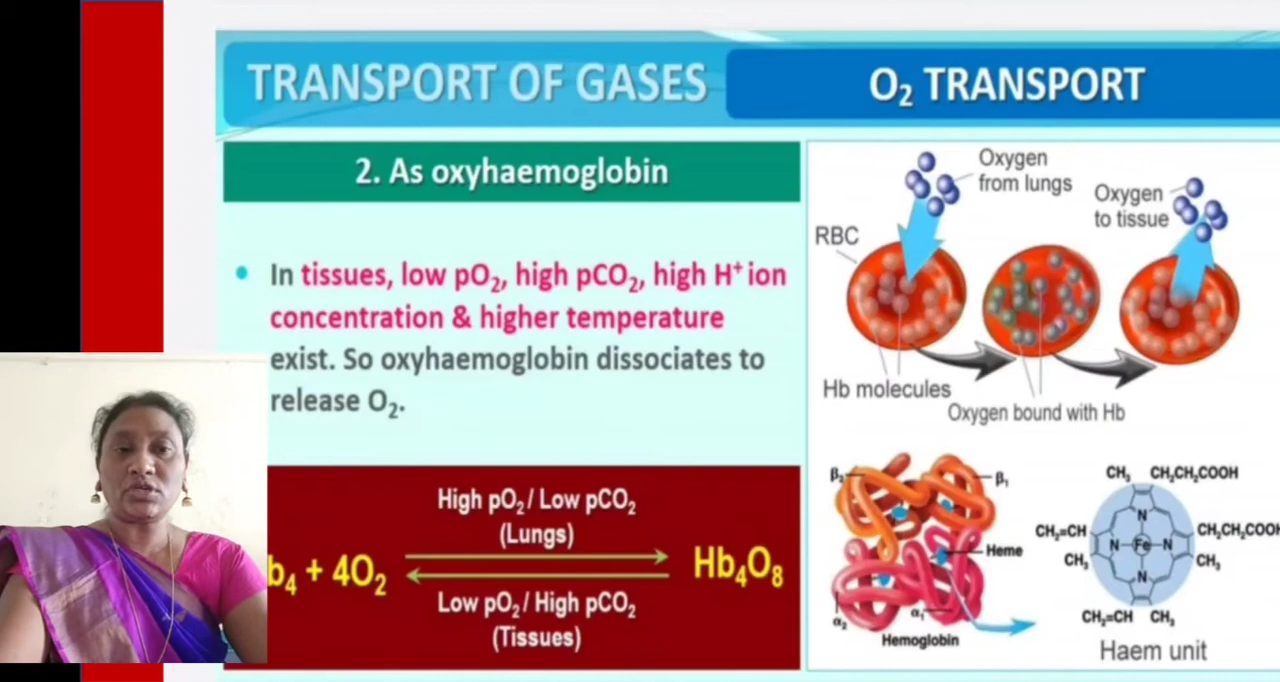 TRANSPORT OF GASES
O₂ TRANSPORT
2. As oxyhaemoglobin
• In tissues, low pO₂, high pCO₂, high H⁺ ion
concentration & higher temperature
exist. So oxyhaemoglobin dissociates to
release O₂.
High pO₂/ Low pCO₂
(Lungs)
b₄ + 4O₂
Hb₄O₈
Low pO₂/ High pCO₂
(Tissues)
Oxygen
from lungs
Oxygen
to tissue
RBC
Hb molecules
Oxygen bound with Hb
β₂
β₁
Heme
α₂
α₁
Hemoglobin
CH₃ CH₂CH₂COOH
N
CH₂=CH
CH₂CH₂COOH
N Fe N
CH₃
CH₃
N
CH₂=CH CH₃
Haem unit